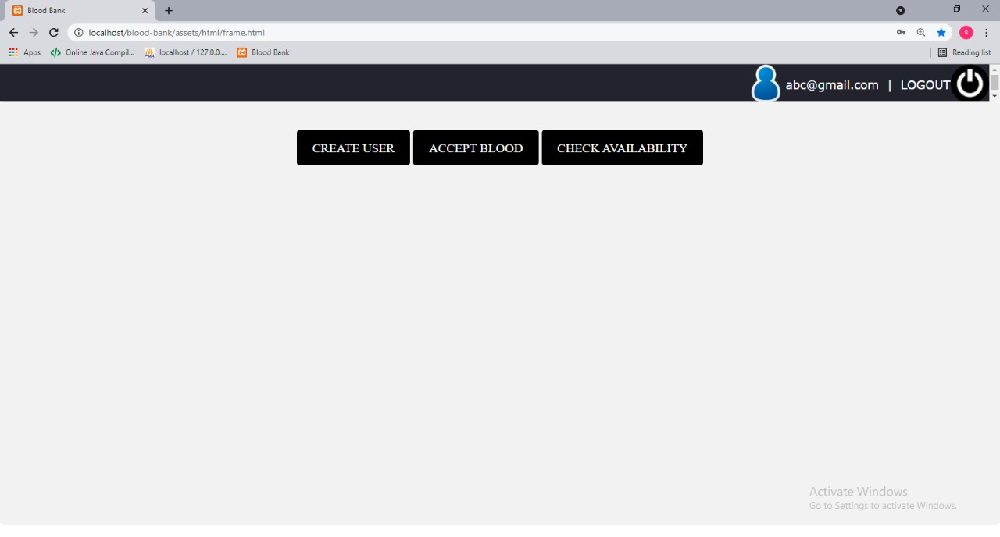 Blood Bank
localhost/blood-bank/assets/html/frame.html
S
Apps Online Java Compil... localhost / 127.0.0.... Blood Bank Reading list
abc@gmail.com | LOGOUT
CREATE USER ACCEPT BLOOD CHECK AVAILABILITY
Activate Windows
Go to Settings to activate Windows.